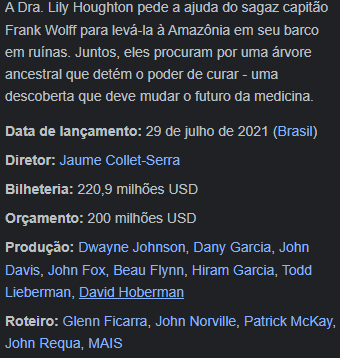 A Dra. Lily Houghton pede a ajuda do sagaz capitão
Frank Wolff para levá-la à Amazônia em seu barco
em ruínas. Juntos, eles procuram por uma árvore
ancestral que detém o poder de curar - uma
descoberta que deve mudar o futuro da medicina.
Data de lançamento: 29 de julho de 2021 (Brasil)
Diretor: Jaume Collet-Serra
Bilheteria: 220,9 milhões USD
Orçamento: 200 milhões USD
Produção: Dwayne Johnson, Dany Garcia, John
Davis, John Fox, Beau Flynn, Hiram Garcia, Todd
Lieberman, David Hoberman
Roteiro: Glenn Ficarra, John Norville, Patrick McKay,
John Requa, MAIS